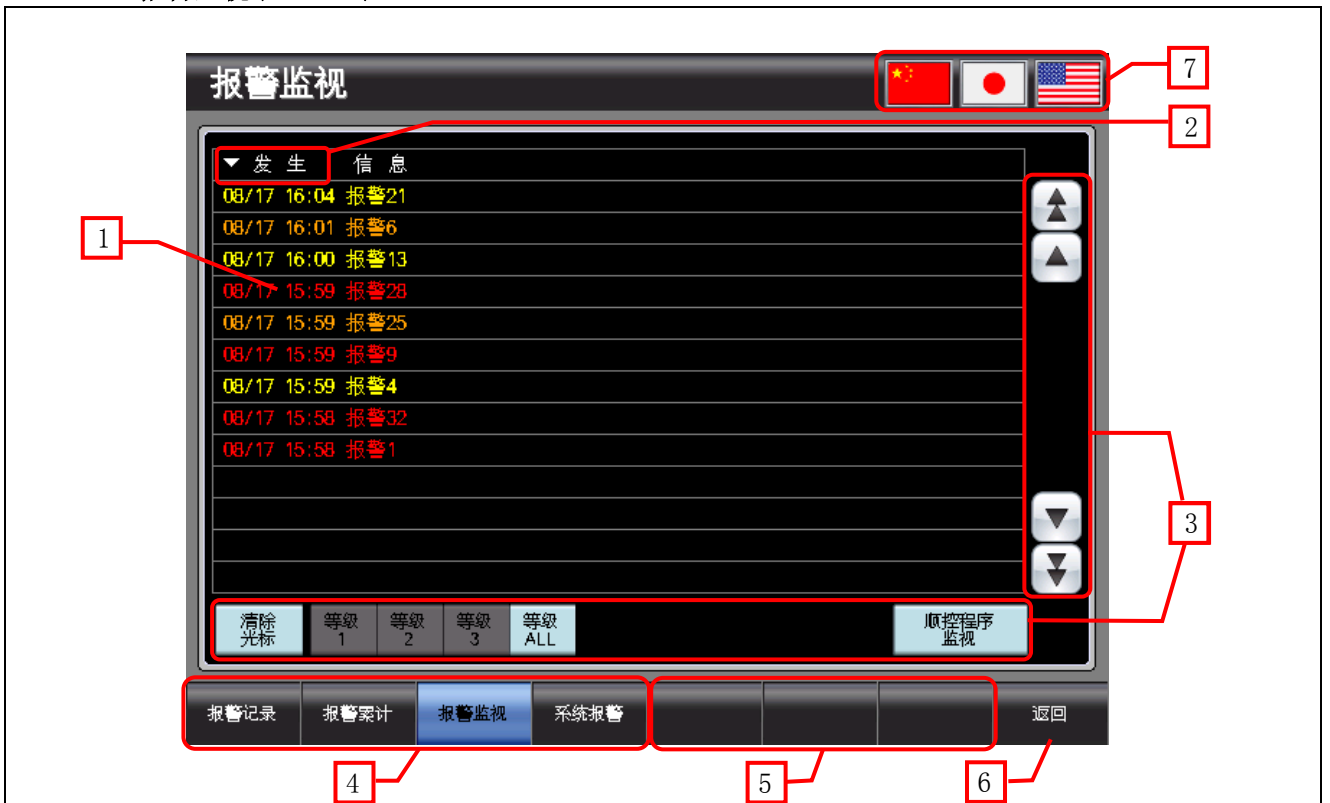 报警监视
7
2
▼ 发 生 信 息
08/17 16:04 报警21
08/17 16:01 报警6
1
08/17 16:00 报警13
08/17 15:59 报警28
08/17 15:59 报警25
08/17 15:59 报警9
08/17 15:59 报警4
08/17 15:58 报警32
08/17 15:58 报警1
3
清除
光标
等级
1
等级
2
等级
3
等级
ALL
顺控程序
监视
报警记录 报警累计 报警监视 系统报警 返回
4 5 6